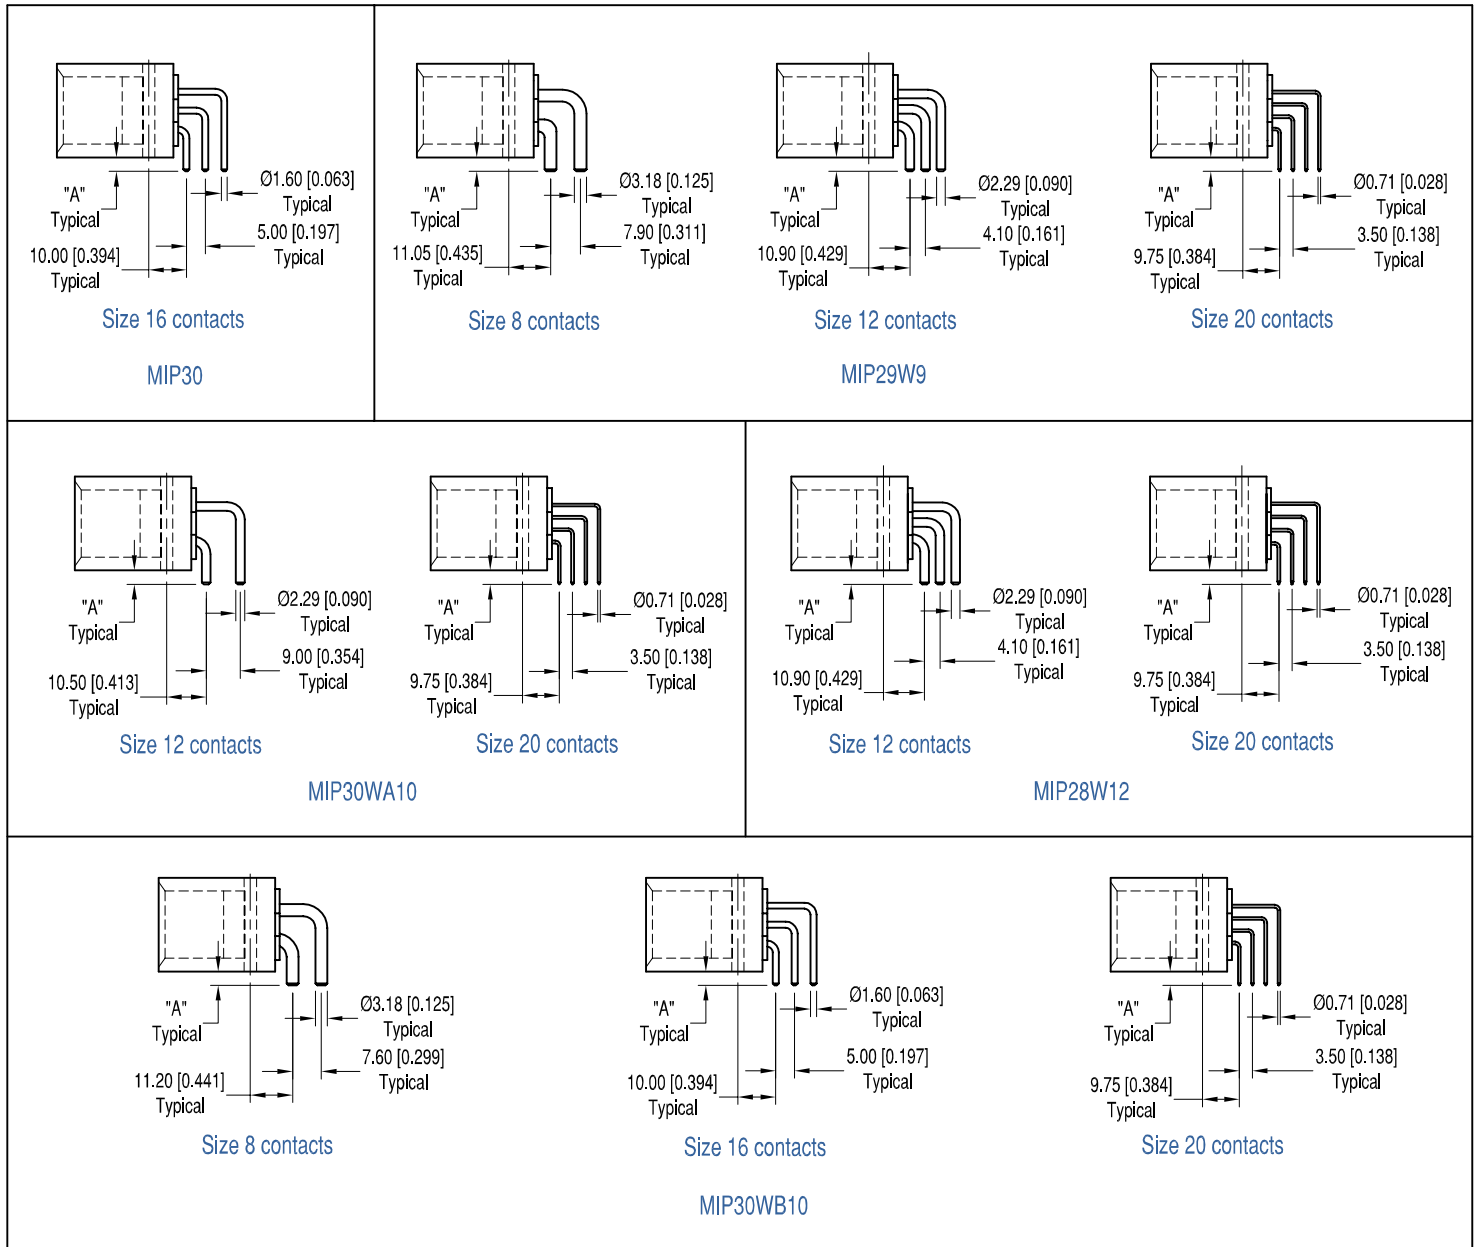 "A"
Typical
Ø1.60 [0.063]
Typical
5.00 [0.197]
Typical
10.00 [0.394]
Typical
Size 16 contacts
MIP30
"A"
Typical
Ø3.18 [0.125]
Typical
7.90 [0.311]
Typical
11.05 [0.435]
Typical
Size 8 contacts
"A"
Typical
Ø2.29 [0.090]
Typical
4.10 [0.161]
Typical
10.90 [0.429]
Typical
Size 12 contacts
"A"
Typical
Ø0.71 [0.028]
Typical
3.50 [0.138]
Typical
9.75 [0.384]
Typical
Size 20 contacts
MIP29W9
"A"
Typical
Ø2.29 [0.090]
Typical
9.00 [0.354]
Typical
10.50 [0.413]
Typical
Size 12 contacts
"A"
Typical
Ø0.71 [0.028]
Typical
3.50 [0.138]
Typical
9.75 [0.384]
Typical
Size 20 contacts
MIP30WA10
"A"
Typical
Ø2.29 [0.090]
Typical
4.10 [0.161]
Typical
10.90 [0.429]
Typical
Size 12 contacts
"A"
Typical
Ø0.71 [0.028]
Typical
3.50 [0.138]
Typical
9.75 [0.384]
Typical
Size 20 contacts
MIP28W12
"A"
Typical
Ø3.18 [0.125]
Typical
7.60 [0.299]
Typical
11.20 [0.441]
Typical
Size 8 contacts
"A"
Typical
Ø1.60 [0.063]
Typical
5.00 [0.197]
Typical
10.00 [0.394]
Typical
Size 16 contacts
"A"
Typical
Ø0.71 [0.028]
Typical
3.50 [0.138]
Typical
9.75 [0.384]
Typical
Size 20 contacts
MIP30WB10